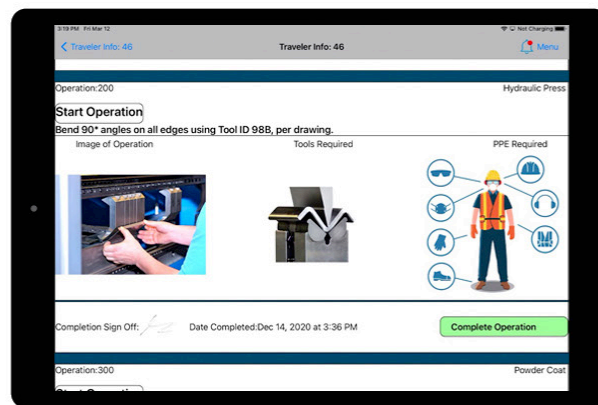 3:19 PM Fri Mar 12
Not Charging
Traveler Info: 46
Traveler Info: 46
Menu
Operation:200
Hydraulic Press
Start Operation
Bend 90* angles on all edges using Tool ID 98B, per drawing.
Image of Operation
Tools Required
PPE Required
Completion Sign Off:
Date Completed:Dec 14, 2020 at 3:36 PM
Complete Operation
Operation:300
Powder Coat
Start Operation